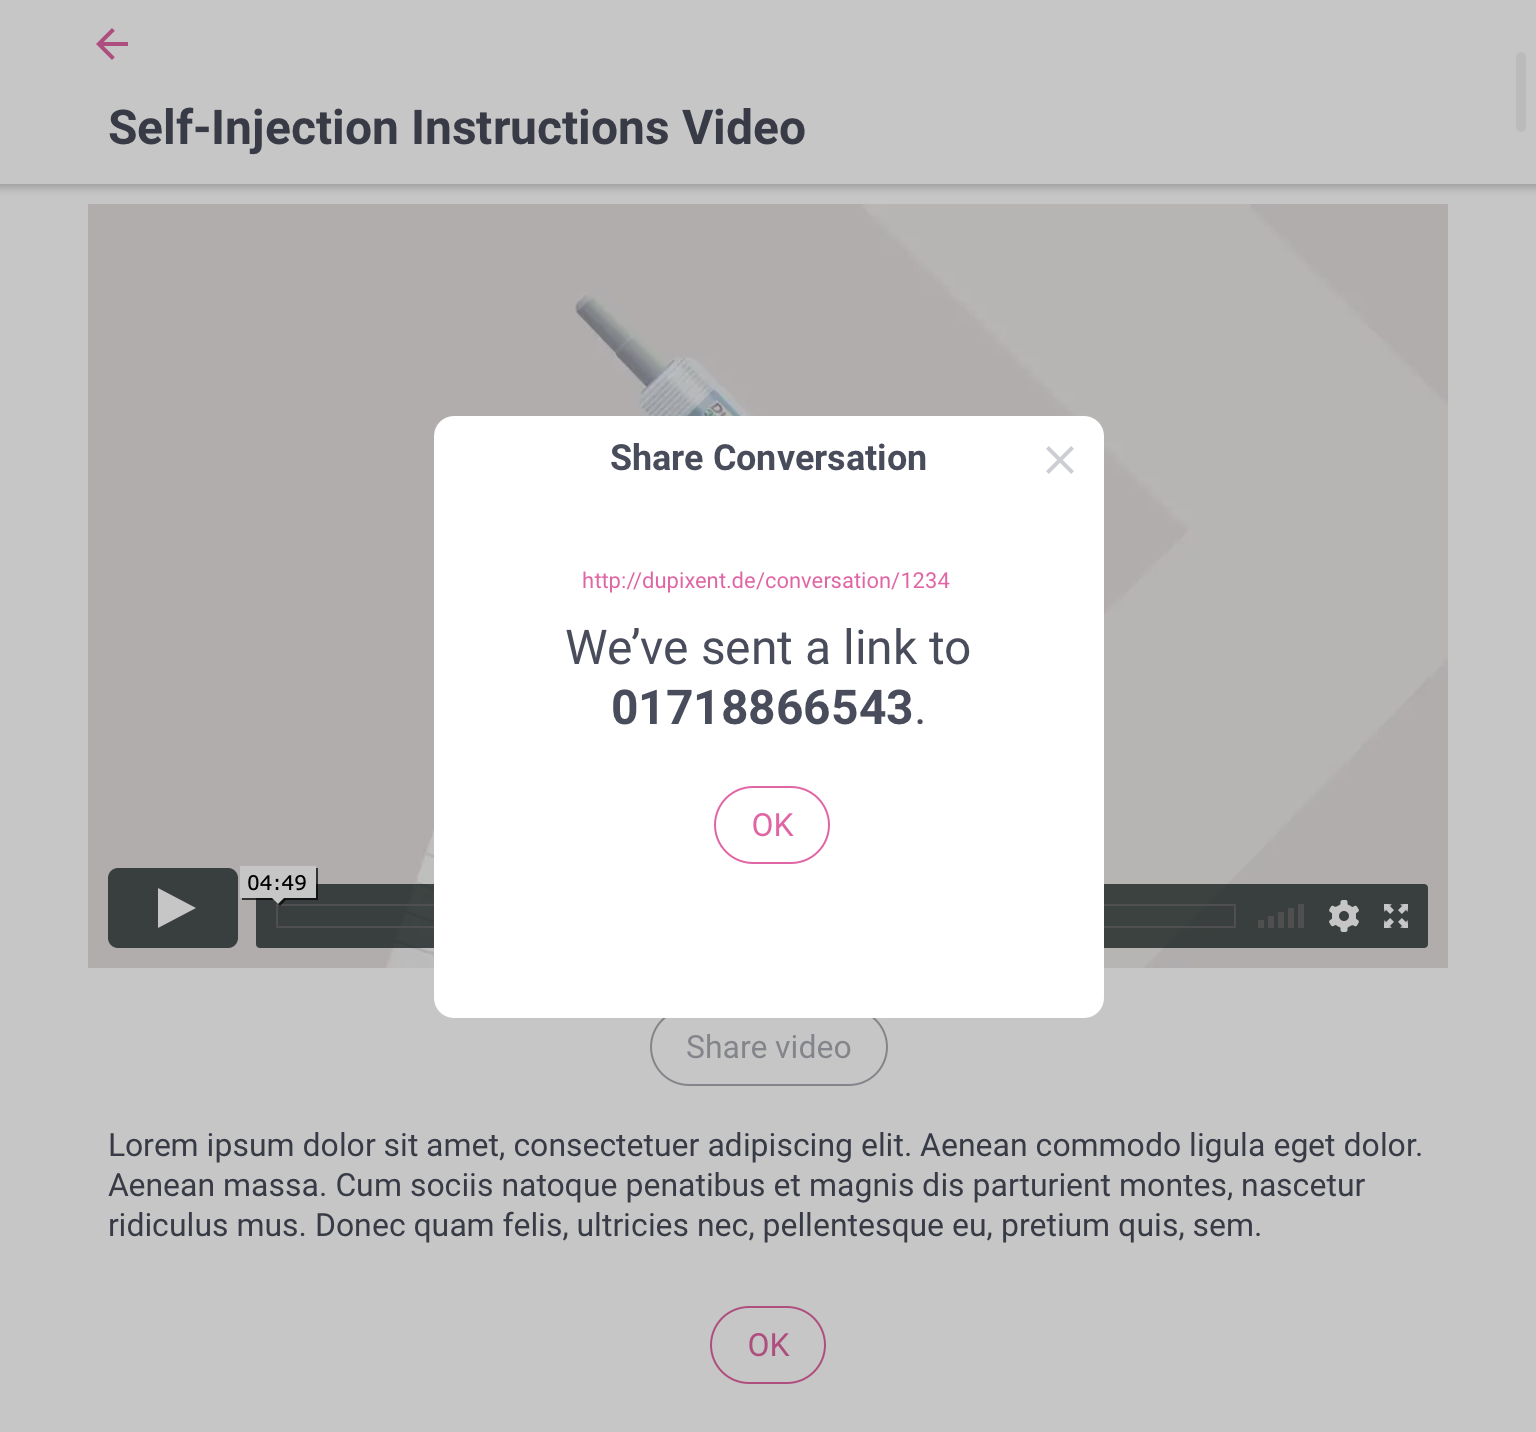 Self-Injection Instructions Video
Share Conversation
http://dupixent.de/conversation/1234
We’ve sent a link to
01718866543.
OK
04:49
Share video
Lorem ipsum dolor sit amet, consectetuer adipiscing elit. Aenean commodo ligula eget dolor.
Aenean massa. Cum sociis natoque penatibus et magnis dis parturient montes, nascetur
ridiculus mus. Donec quam felis, ultricies nec, pellentesque eu, pretium quis, sem.
OK